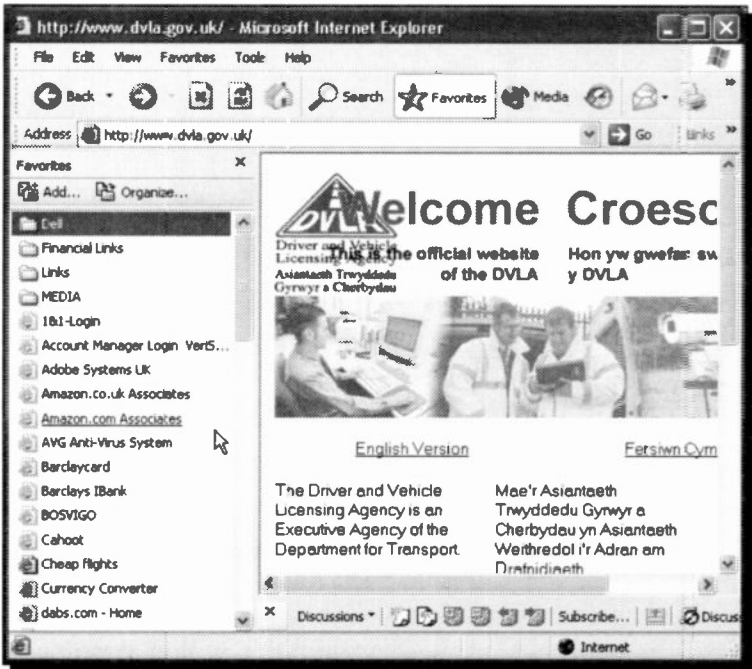 http://www.dvla.gov.uk/ - Microsoft Internet Explorer
File Edit View Favorites Tools Help
Back Search Favorites Media
Address http://www.dvla.gov.uk/ Go Links
Favorites
Add... Organize...
Dell
Financial Links
Links
MEDIA
1&1-Login
Account Manager Login VeriS...
Adobe Systems UK
Amazon.co.uk Associates
Amazon.com Associates
AVG Anti-Virus System
Barclaycard
Barclays IBank
BOSVIGO
Cahoot
Cheap flights
Currency Converter
dabs.com - Home
DVLA
Driver and Vehicle
Licensing Agency
Asiantaeth Trwyddedu
Gyrwyr a Cherbydau
Welcome Croesc
This is the official website
of the DVLA
Hon yw gwefan sw
y DVLA
English Version
Fersiwn Cym
The Driver and Vehicle
Licensing Agency is an
Executive Agency of the
Department for Transport.
Mae'r Asiantaeth
Trwyddedu Gyrwyr a
Cherbydau yn Asiantaeth
Weithredol i'r Adran am
Drafnidiaeth
Discussions Subscribe... Discuss
Internet